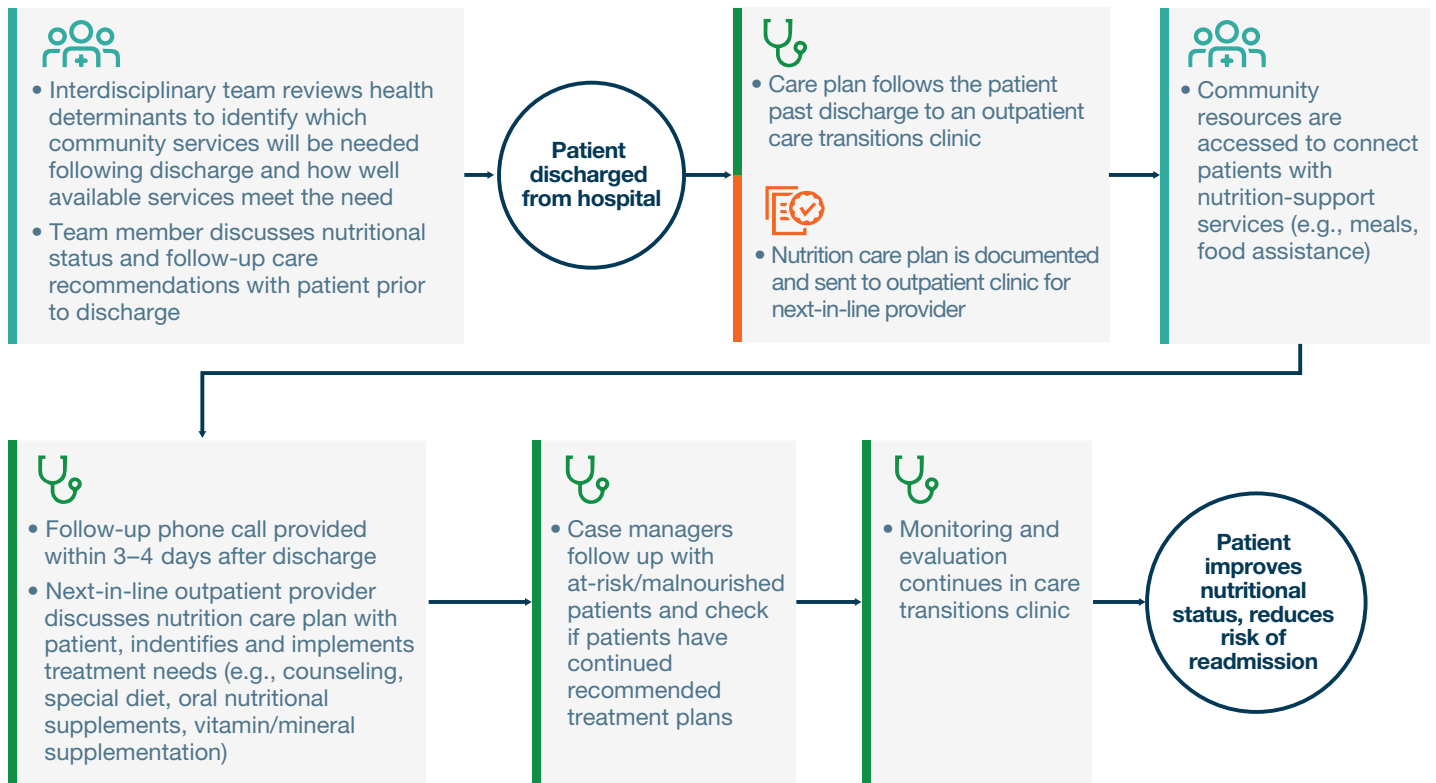 • Interdisciplinary team reviews health
determinants to identify which
community services will be needed
following discharge and how well
available services meet the need
• Team member discusses nutritional
status and follow-up care
recommendations with patient prior
to discharge
Patient
discharged
from hospital
• Care plan follows the patient
past discharge to an outpatient
care transitions clinic
• Nutrition care plan is documented
and sent to outpatient clinic for
next-in-line provider
• Community
resources are
accessed to connect
patients with
nutrition-support
services (e.g., meals,
food assistance)
• Follow-up phone call provided
within 3–4 days after discharge
• Next-in-line outpatient provider
discusses nutrition care plan with
patient, indentifies and implements
treatment needs (e.g., counseling,
special diet, oral nutritional
supplements, vitamin/mineral
supplementation)
• Case managers
follow up with
at-risk/malnourished
patients and check
if patients have
continued
recommended
treatment plans
• Monitoring and
evaluation
continues in care
transitions clinic
Patient
improves
nutritional
status, reduces
risk of
readmission